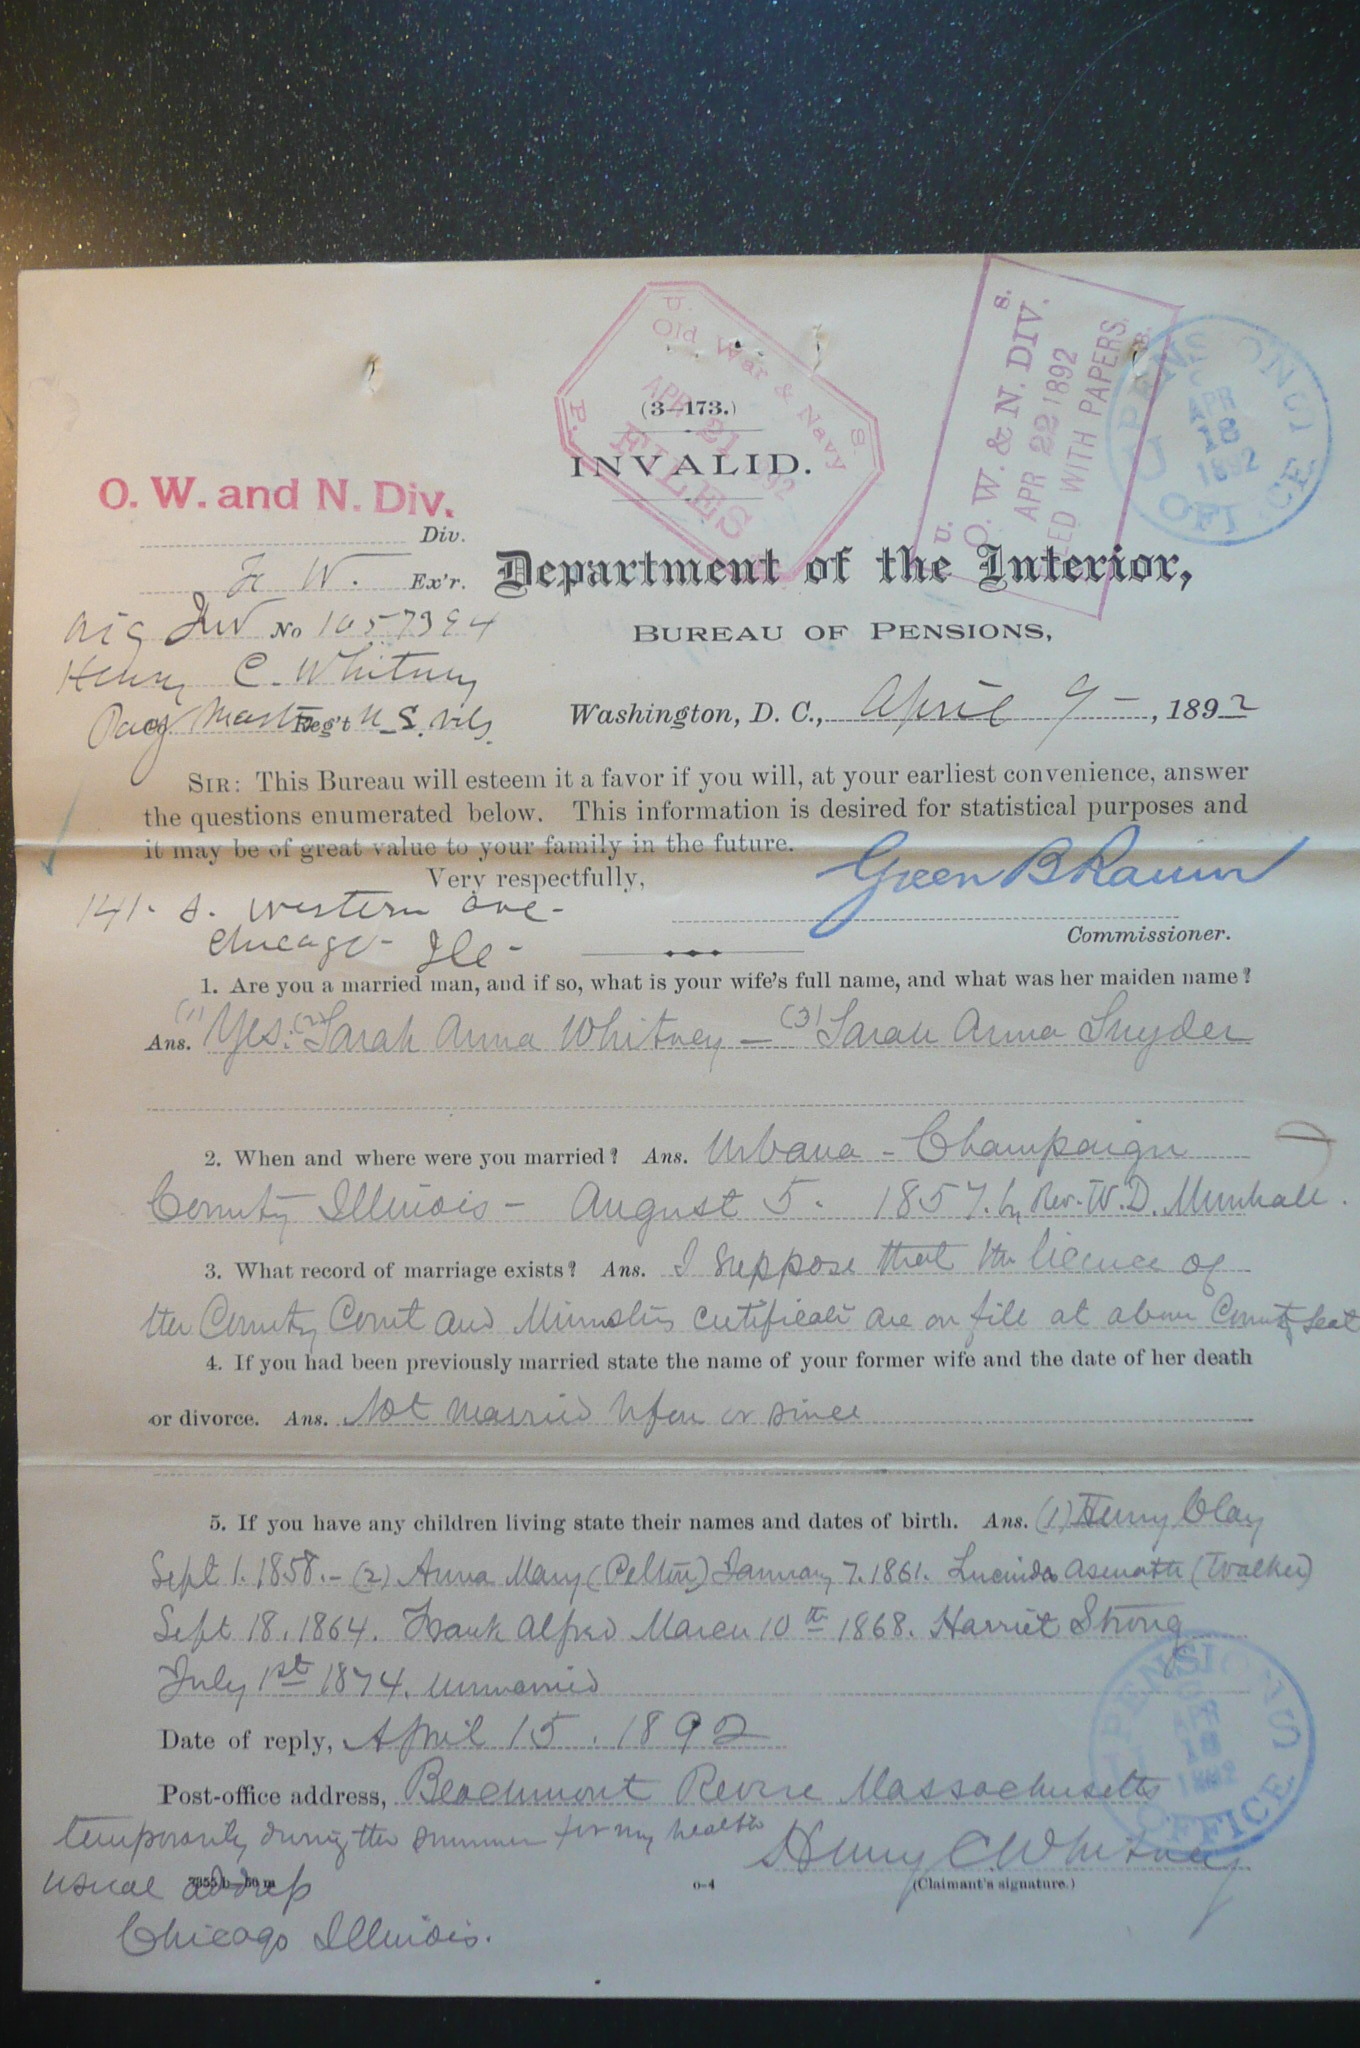 U. S.
Old War & Navy
APR 21 1892
FILES
P.
U. S.
O. W. & N. DIV.
APR 22 1892
WITH PAPERS.
U. S. PENSION
APR
18
1892
OFFICE
(3—173.)
INVALID.
O. W. and N. Div.
Div.
W. Ex'r.
Department of the Interior,
Orig Inv No 1057394
BUREAU OF PENSIONS,
Henry C. Whitney
Pay Master Reg't U.S. Vols.
Washington, D. C., April 9 —, 1892
SIR: This Bureau will esteem it a favor if you will, at your earliest convenience, answer
the questions enumerated below. This information is desired for statistical purposes and
it may be of great value to your family in the future.
Very respectfully,
Green B Raum
141. S. Western Ave-
Commissioner.
Chicago- Ill-
1. Are you a married man, and if so, what is your wife's full name, and what was her maiden name?
Ans. (1) Yes. (2) Sarah Anna Whitney — (3) Sarah Anna Snyder
2. When and where were you married? Ans. Urbana - Champaign
County Illinois - August 5. 1857. by Rev. W. D. Munhall.
3. What record of marriage exists? Ans. I suppose that the licence of
the County Court and Ministers certificate are on file at above County Seat
4. If you had been previously married state the name of your former wife and the date of her death
or divorce. Ans. Not married before or since
5. If you have any children living state their names and dates of birth. Ans. (1) Henry Clay
Sept 1. 1858. - (2) Anna Mary (Pelton) January 7. 1861. Lucinda Asenath (Walker)
Sept 18. 1864. Frank Alfred March 10th 1868. Harriet Strong
July 1st 1874. unmarried
PENSION
APR
18
1892
OFFICE
Date of reply, April 15. 1892
Post-office address, Beachmont Revere Massachusetts
temporarily during the summer for my health
Henry C. Whitney
usual address
o-4
(Claimant's signature.)
Chicago Illinois.